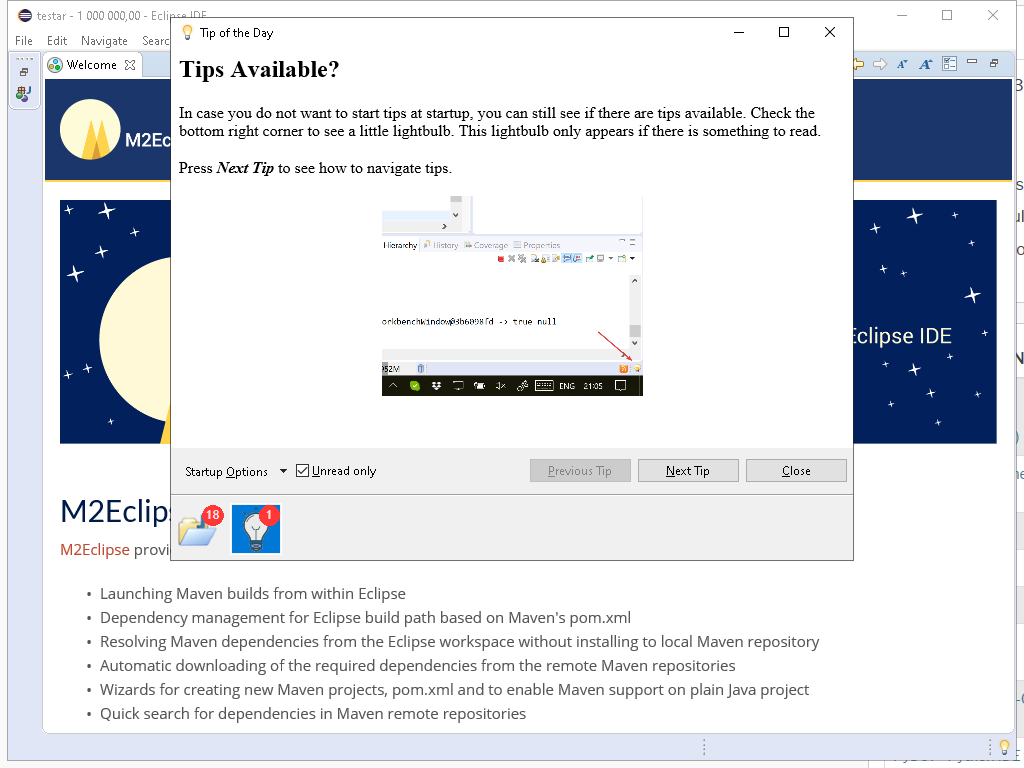 testar - 1 000 000,00 - Eclipse IDE
File Edit Navigate Searc
Tip of the Day
Welcome
Tips Available?
In case you do not want to start tips at startup, you can still see if there are tips available. Check the
bottom right corner to see a little lightbulb. This lightbulb only appears if there is something to read.
Press Next Tip to see how to navigate tips.
M2Ec
Hierarchy History Coverage Properties
orkbenchWindow@3b6098fd -> true null
952M
ENG 21:05
Eclipse IDE
Startup Options Unread only Previous Tip Next Tip Close
18 1
M2Eclip
M2Eclipse provi
• Launching Maven builds from within Eclipse
• Dependency management for Eclipse build path based on Maven's pom.xml
• Resolving Maven dependencies from the Eclipse workspace without installing to local Maven repository
• Automatic downloading of the required dependencies from the remote Maven repositories
• Wizards for creating new Maven projects, pom.xml and to enable Maven support on plain Java project
• Quick search for dependencies in Maven remote repositories